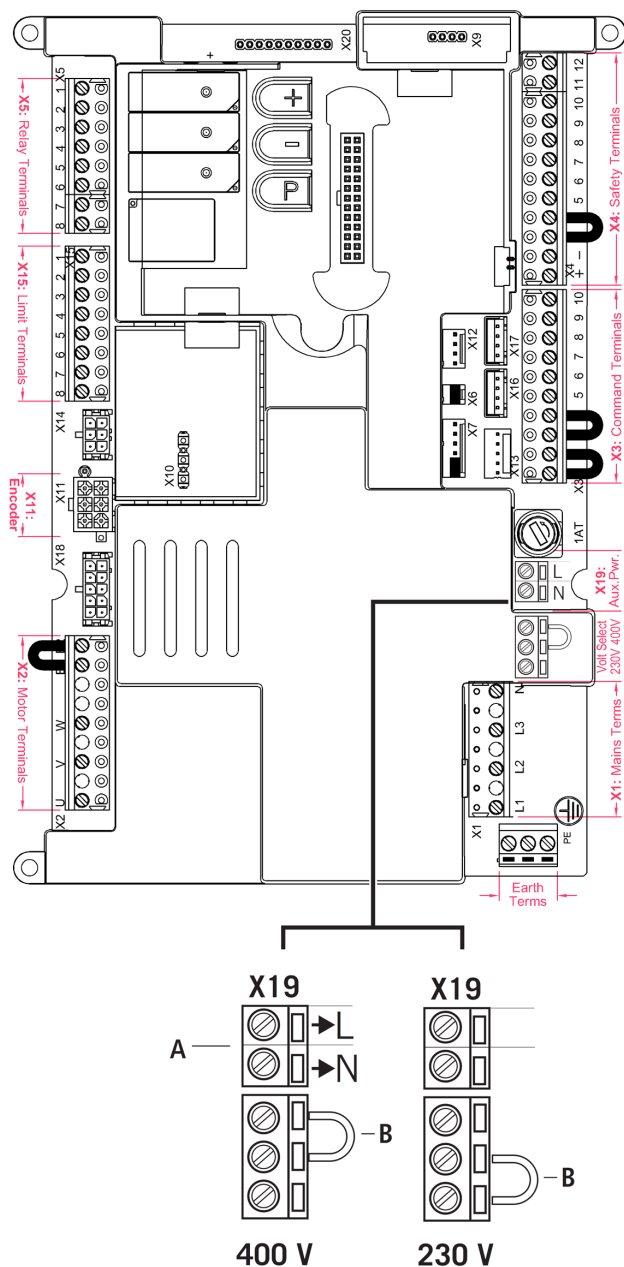 X20
X9
+
+
-
P
X5
1
2
3
4
5
6
7
8
X5: Relay Terminals
X15
1
2
3
4
5
6
7
8
X15: Limit Terminals
X14
X11
X11:
Encoder
X18
X10
X2: Motor Terminals
W
V
U
X2
12
11
10
9
8
7
6
5
-
+
X4
X4: Safety Terminals
10
9
8
7
6
5
X3
X3: Command Terminals
X12
X17
X6
X16
X7
X13
1AT
L
N
X19:
Aux.Pwr.
Volt Select
230V 400V
N
L3
L2
L1
X1
X1: Mains Terms
PE
Earth
Terms
X19
X19
A
L
N
B
B
400 V
230 V